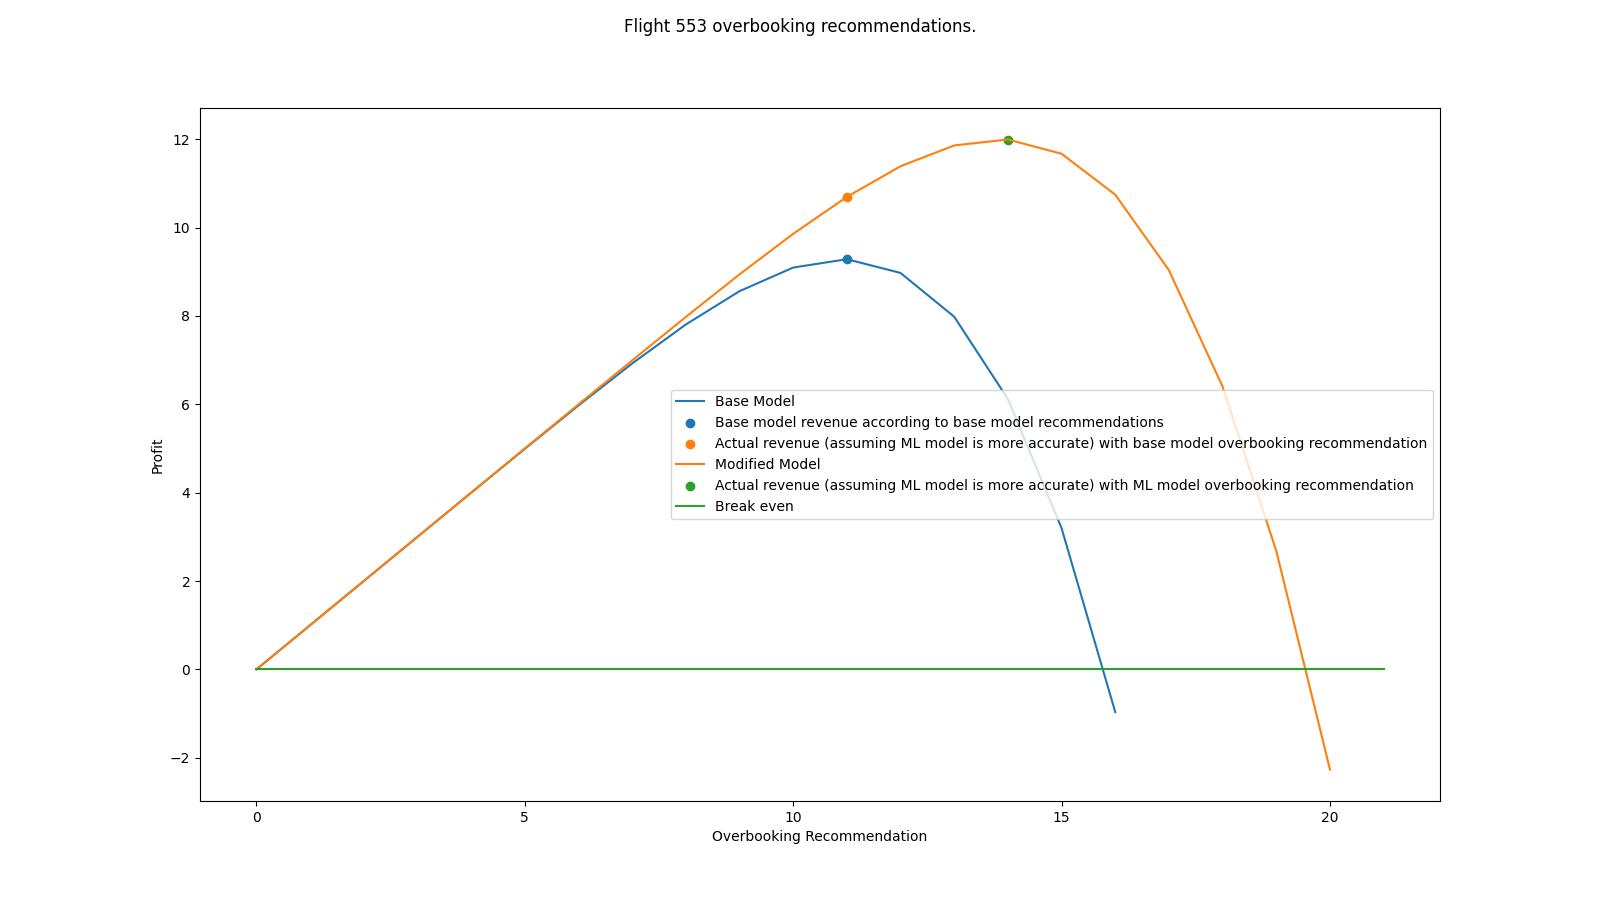 Flight 553 overbooking recommendations.
12
10
8
6
4
2
0
−2
Profit
Base Model
Base model revenue according to base model recommendations
Actual revenue (assuming ML model is more accurate) with base model overbooking recommendation
Modified Model
Actual revenue (assuming ML model is more accurate) with ML model overbooking recommendation
Break even
0 5 10 15 20
Overbooking Recommendation